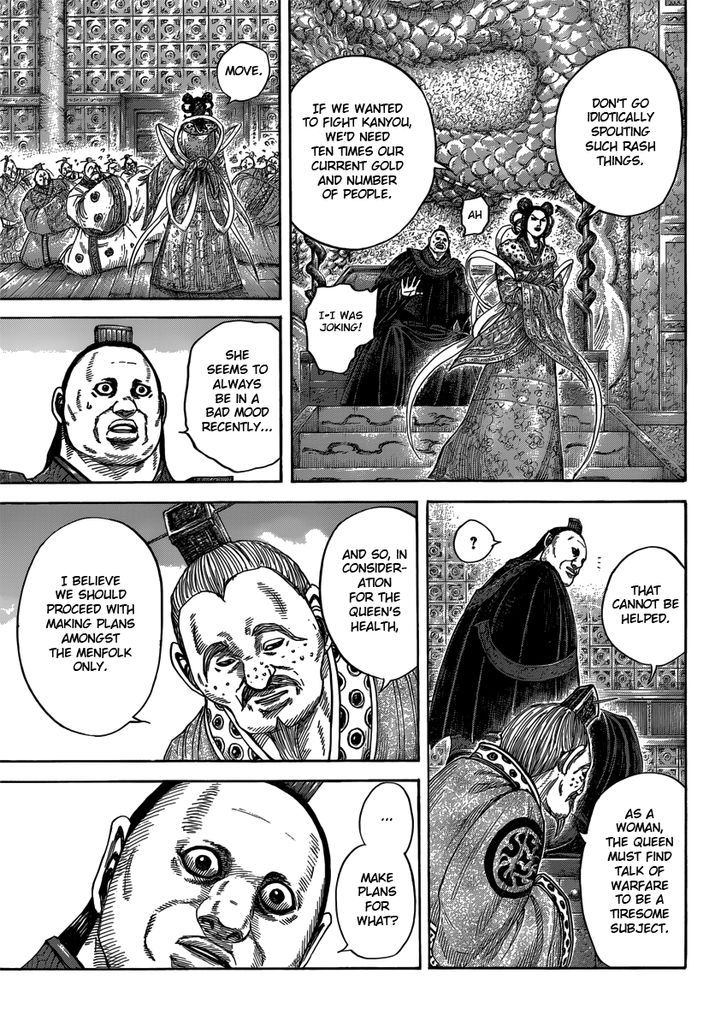 DON'T GO
IDIOTICALLY
SPOUTING
SUCH RASH
THINGS.
IF WE WANTED
TO FIGHT KANYOU,
WE'D NEED
TEN TIMES OUR
CURRENT GOLD
AND NUMBER
OF PEOPLE.
AH
I-I WAS
JOKING!
MOVE.
SHE
SEEMS TO
ALWAYS
BE IN A
BAD MOOD
RECENTLY...
?
THAT
CANNOT BE
HELPED.
AS A
WOMAN,
THE QUEEN
MUST FIND
TALK OF
WARFARE
TO BE A
TIRESOME
SUBJECT.
AND SO, IN
CONSIDER-
ATION
FOR THE
QUEEN'S
HEALTH,
I BELIEVE
WE SHOULD
PROCEED WITH
MAKING PLANS
AMONGST
THE MENFOLK
ONLY.
...
MAKE
PLANS FOR
WHAT?